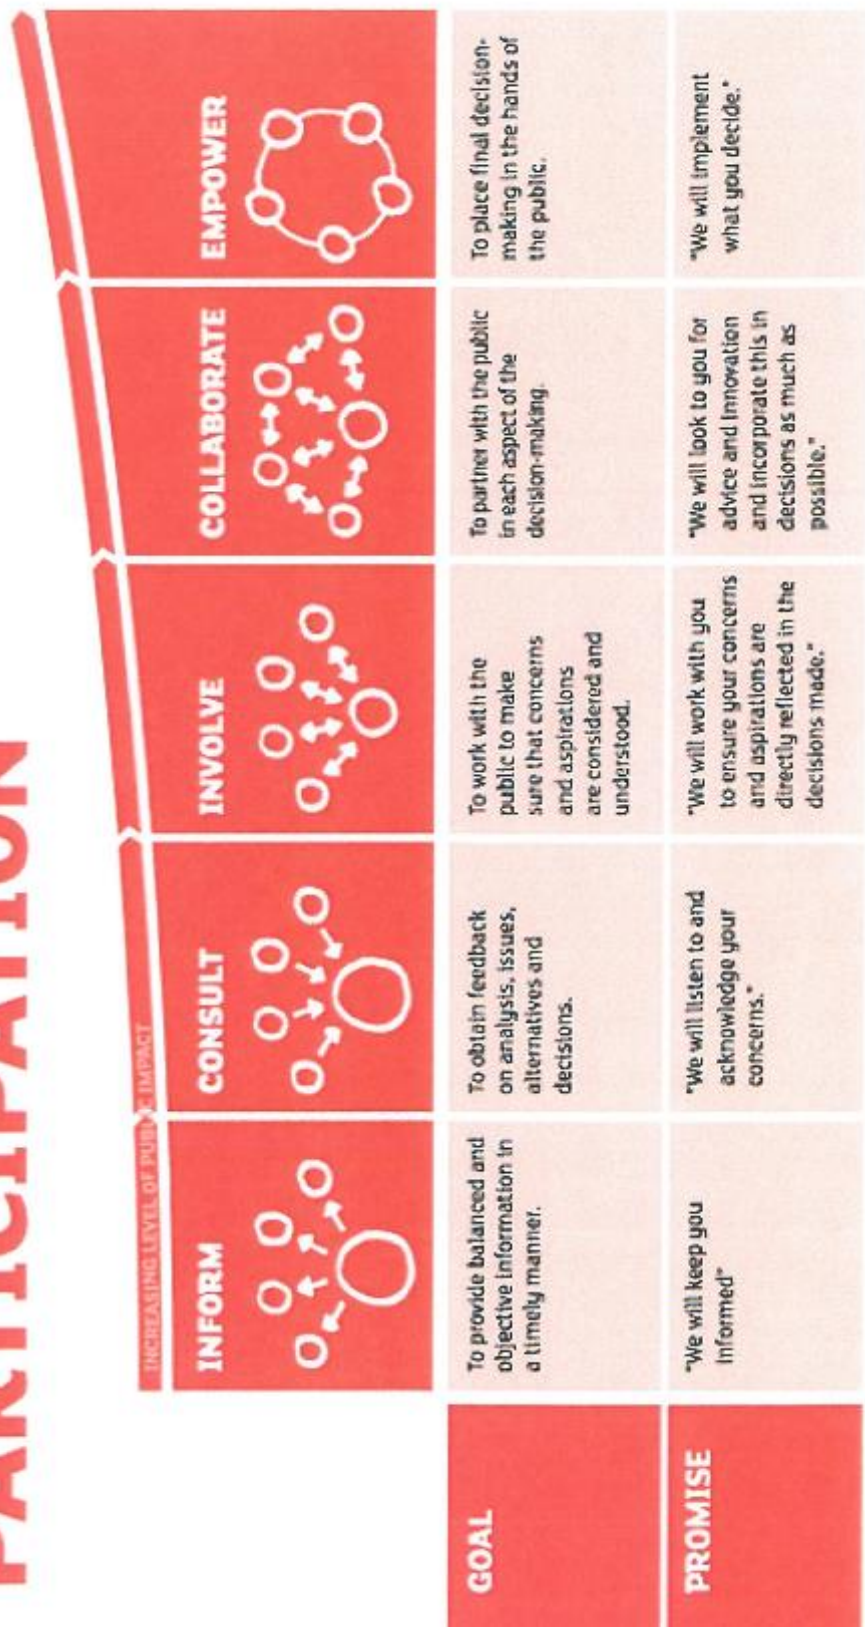 PARTICIPATION
INCREASING LEVEL OF PUBLIC IMPACT
INFORM
CONSULT
INVOLVE
COLLABORATE
EMPOWER
GOAL
To provide balanced and
objective information in
a timely manner.
To obtain feedback
on analysis, issues,
alternatives and
decisions.
To work with the
public to make
sure that concerns
and aspirations
are considered and
understood.
To partner with the public
in each aspect of the
decision-making.
To place final decision-
making in the hands of
the public.
PROMISE
"We will keep you
informed"
"We will listen to and
acknowledge your
concerns."
"We will work with you
to ensure your concerns
and aspirations are
directly reflected in the
decisions made."
"We will look to you for
advice and innovation
and incorporate this in
decisions as much as
possible."
"We will implement
what you decide."